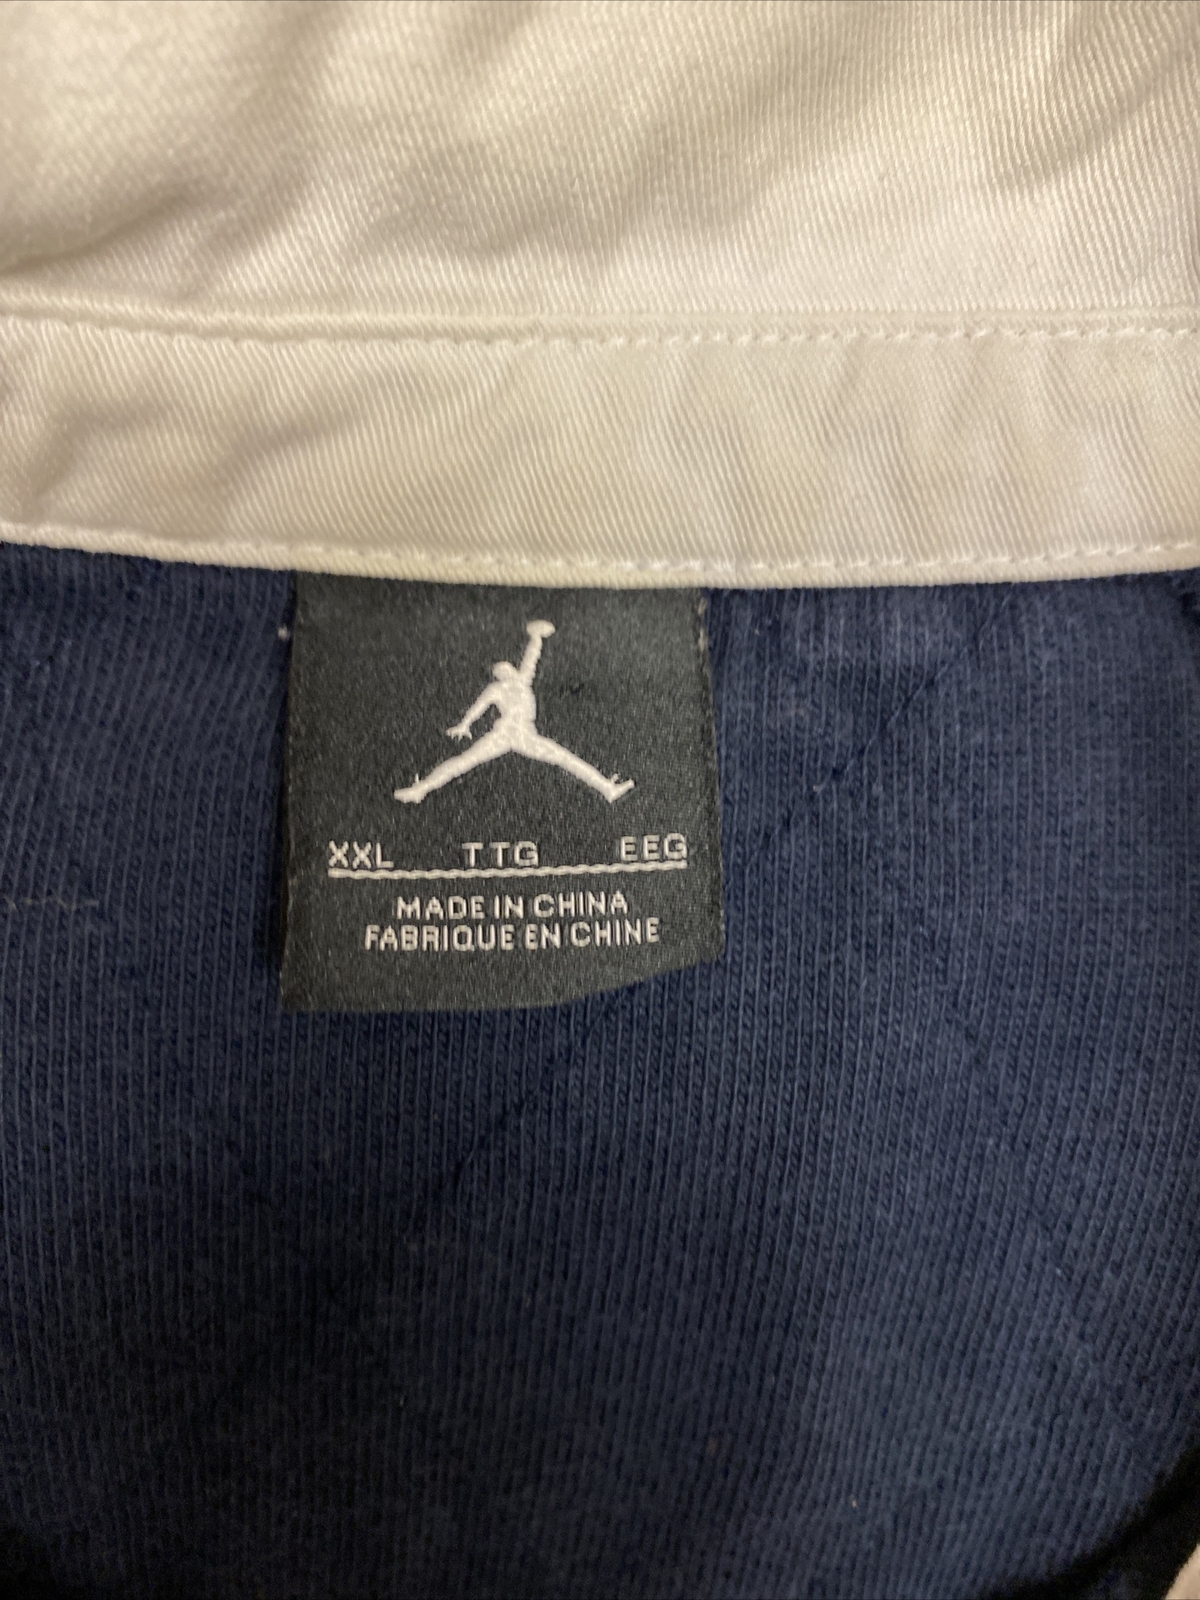 XXL TTG EEG
MADE IN CHINA
FABRIQUE EN CHINE